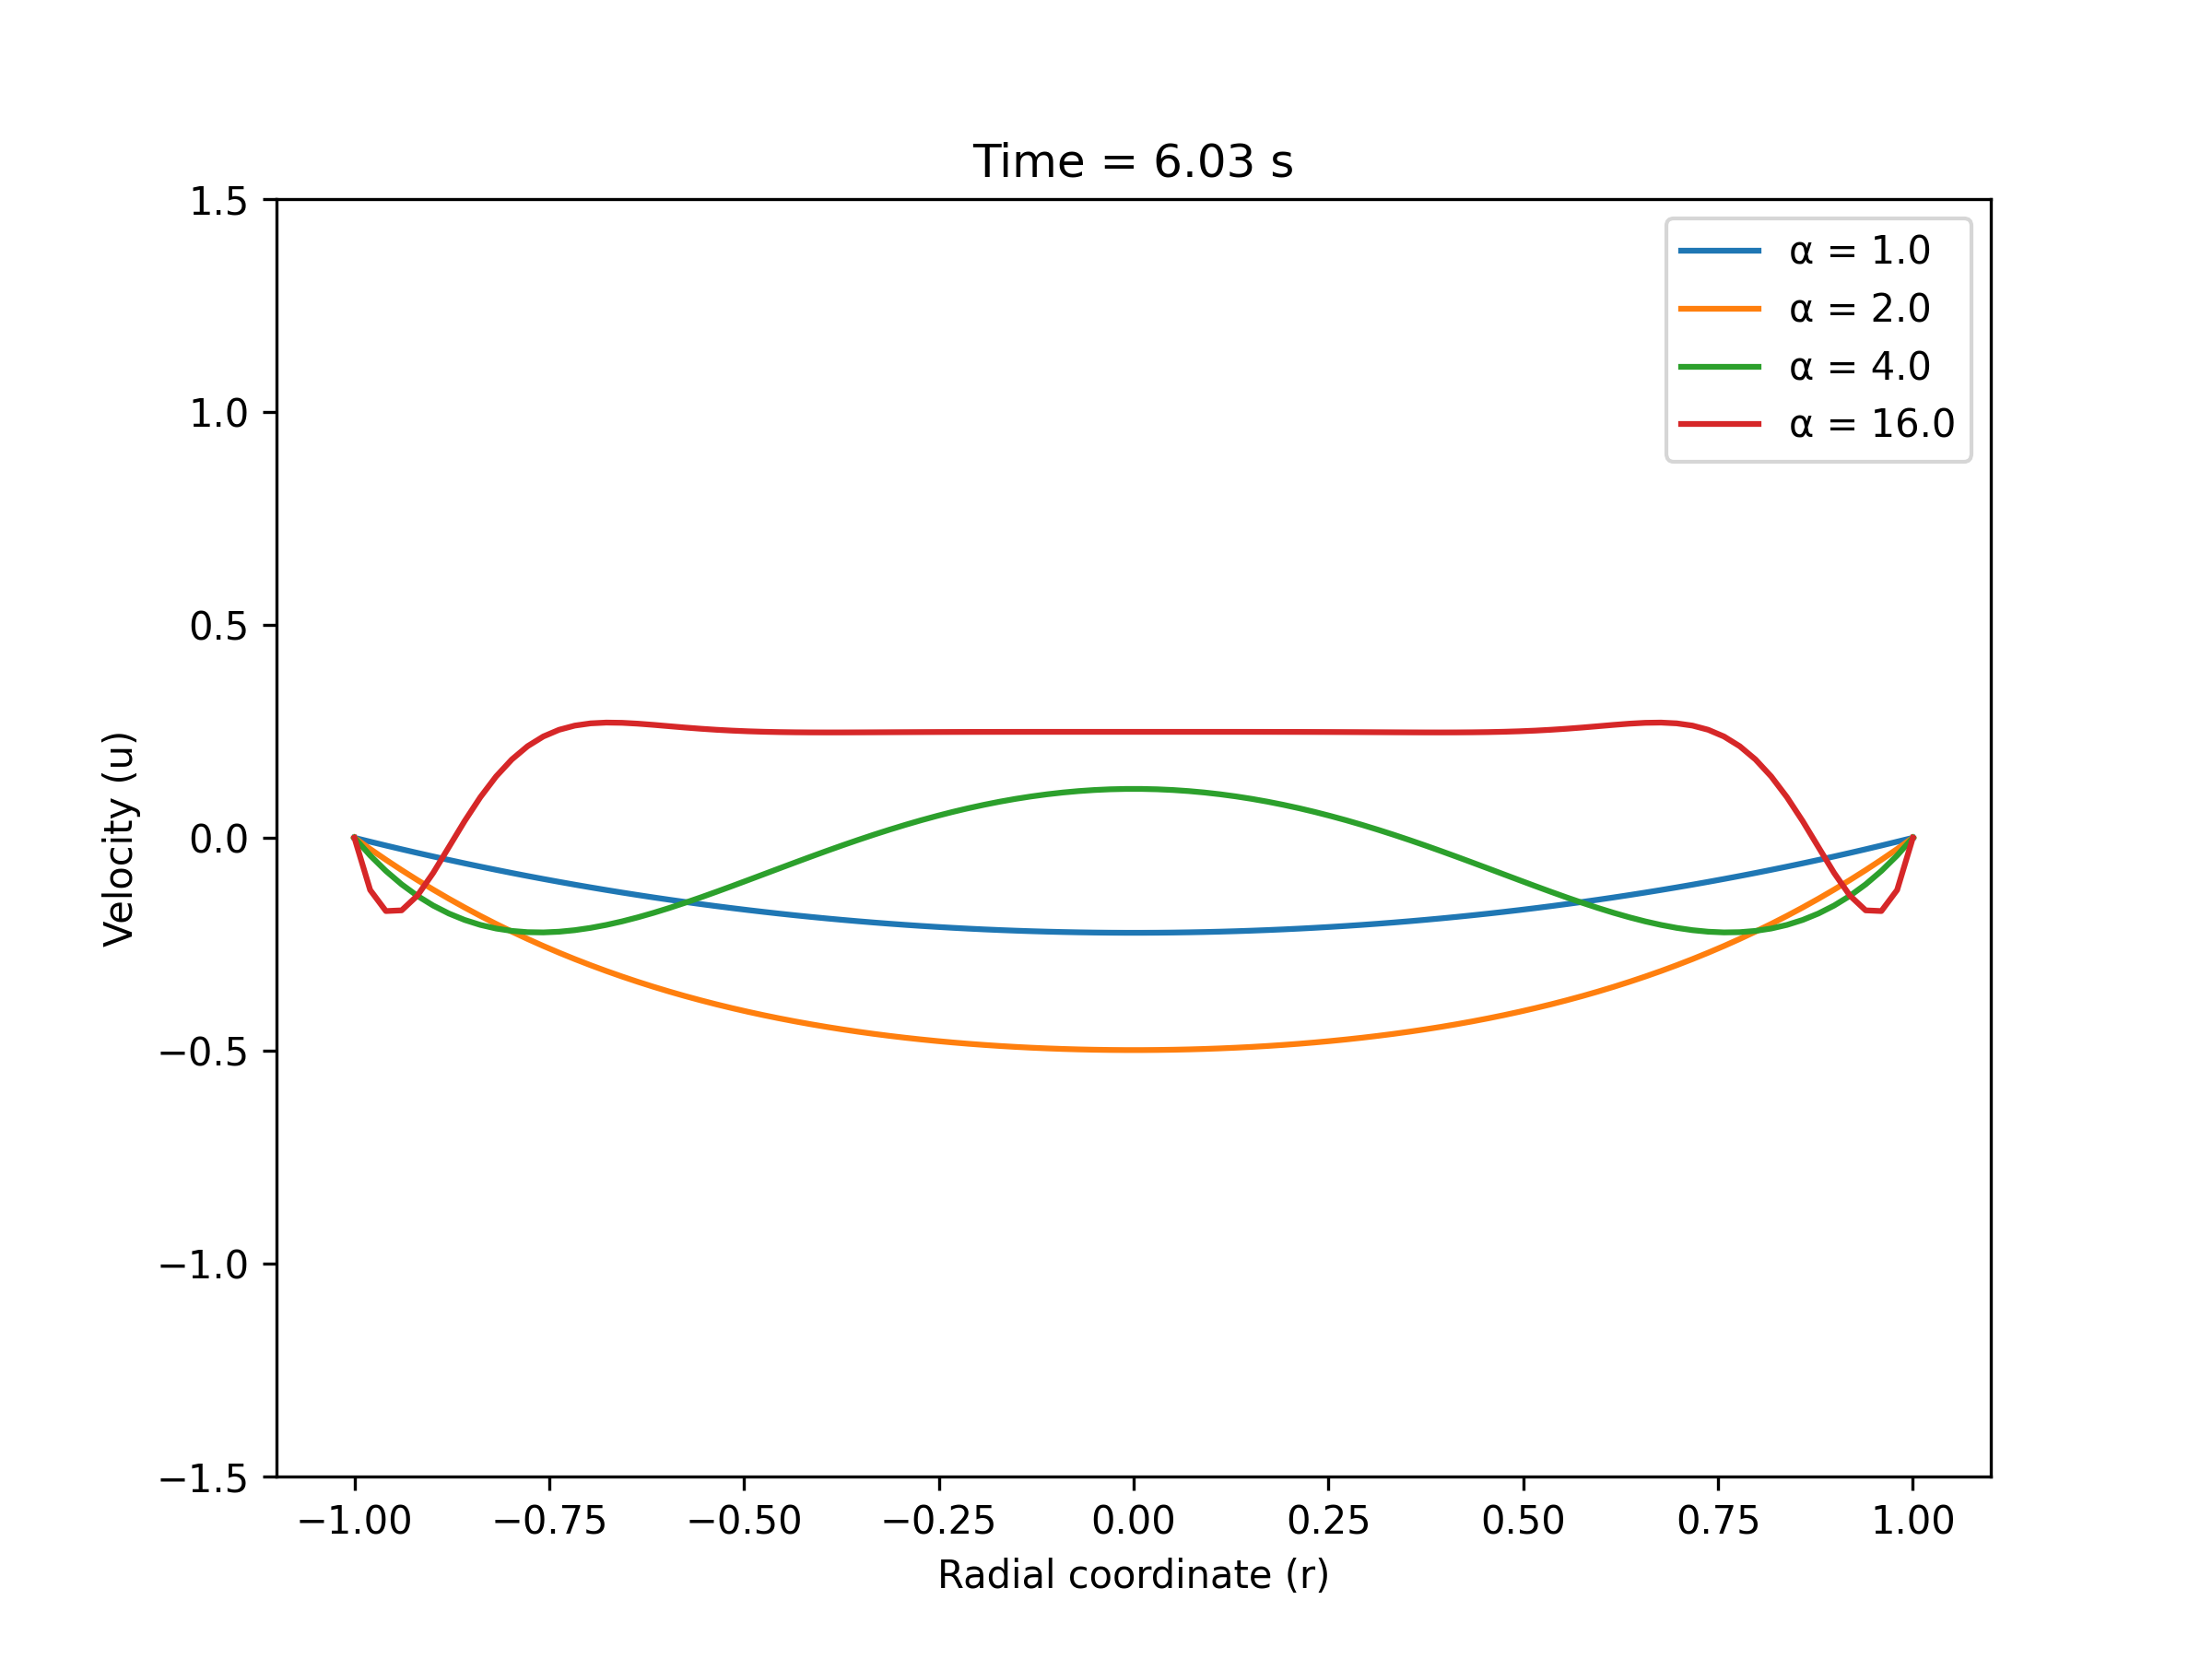 Time = 6.03 s
1.5
1.0
0.5
0.0
−0.5
−1.0
−1.5
Velocity (u)
α = 1.0
α = 2.0
α = 4.0
α = 16.0
−1.00 −0.75 −0.50 −0.25 0.00 0.25 0.50 0.75 1.00
Radial coordinate (r)